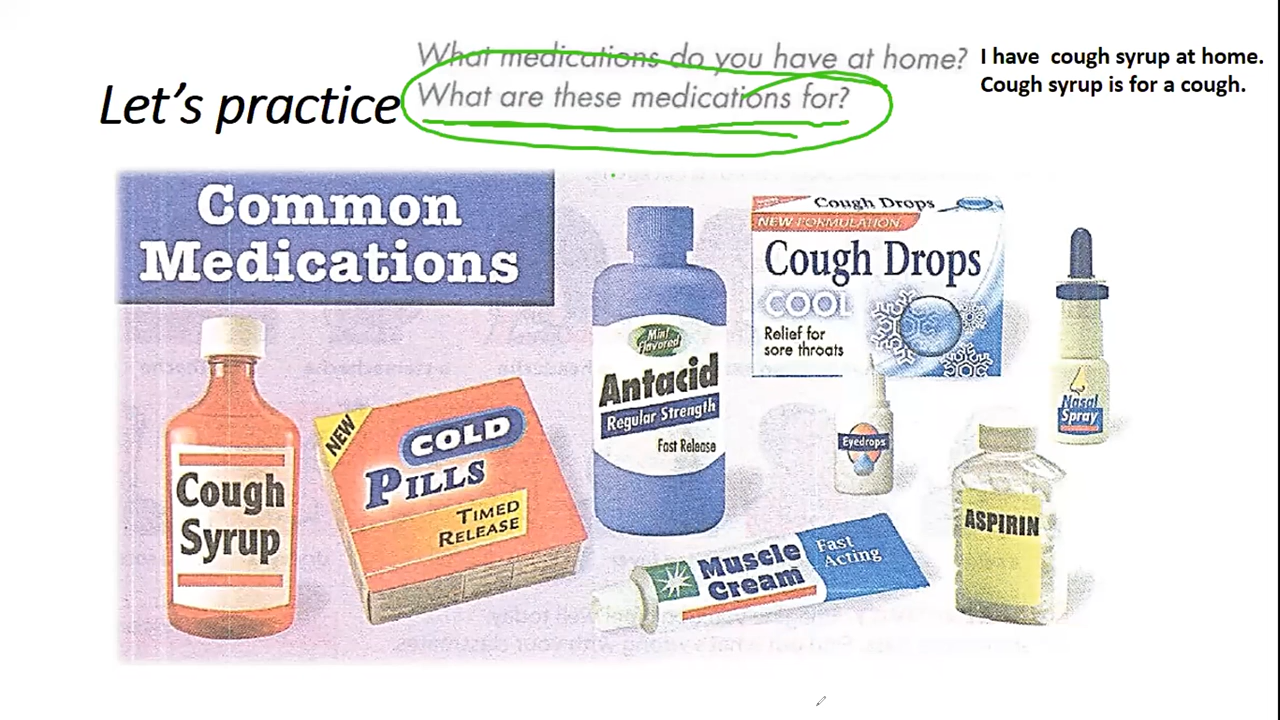 What medications do you have at home?
What are these medications for?
I have cough syrup at home.
Cough syrup is for a cough.
Let's practice
Common
Medications
Cough
Syrup
NEW
COLD
PILLS
TIMED
RELEASE
Mint
Flavored
Antacid
Regular Strength
Fast Release
Cough Drops
NEW FORMULATION
Cough Drops
COOL
Relief for
sore throats
Eyedrops
Nasal
Spray
Muscle
Cream
Fast
Acting
ASPIRIN